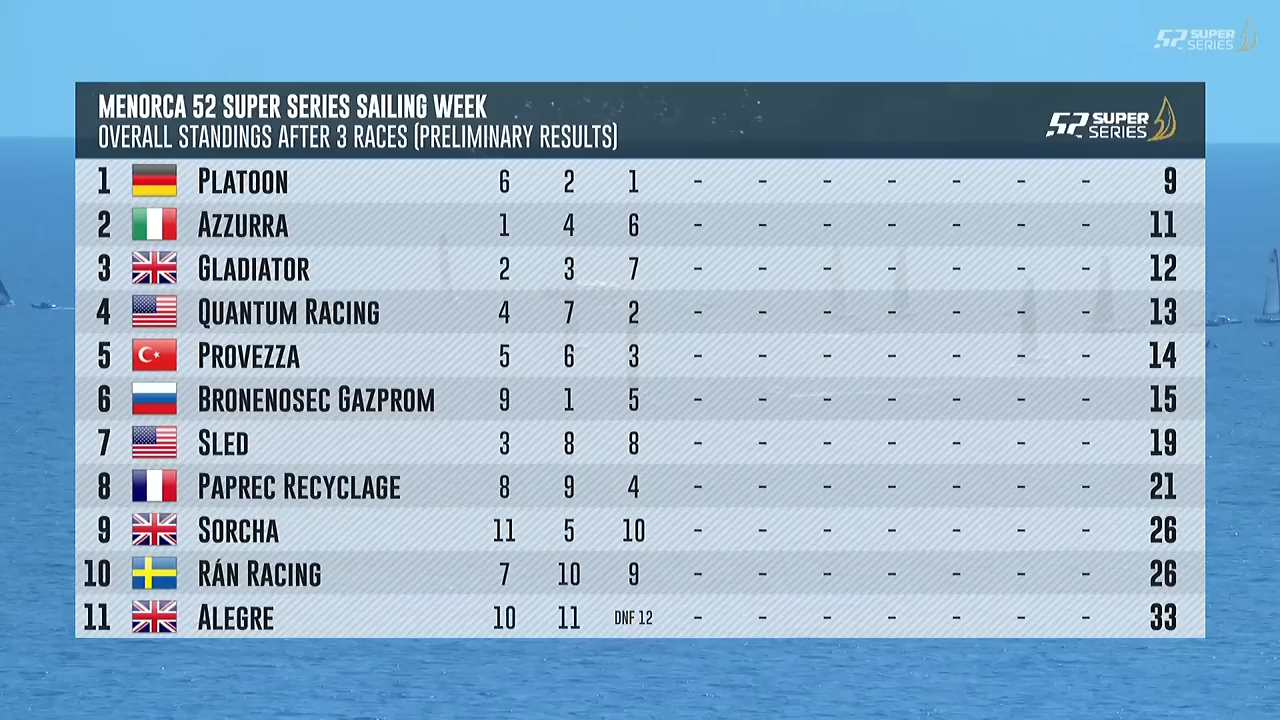 52 SUPER SERIES
MENORCA 52 SUPER SERIES SAILING WEEK
OVERALL STANDINGS AFTER 3 RACES (PRELIMINARY RESULTS)
52 SUPER SERIES
1 PLATOON 6 2 1 - - - - - - - 9
2 AZZURRA 1 4 6 - - - - - - - 11
3 GLADIATOR 2 3 7 - - - - - - - 12
4 QUANTUM RACING 4 7 2 - - - - - - - 13
5 PROVEZZA 5 6 3 - - - - - - - 14
6 BRONENOSEC GAZPROM 9 1 5 - - - - - - - 15
7 SLED 3 8 8 - - - - - - - 19
8 PAPREC RECYCLAGE 8 9 4 - - - - - - - 21
9 SORCHA 11 5 10 - - - - - - - 26
10 RÁN RACING 7 10 9 - - - - - - - 26
11 ALEGRE 10 11 DNF 12 - - - - - - - 33